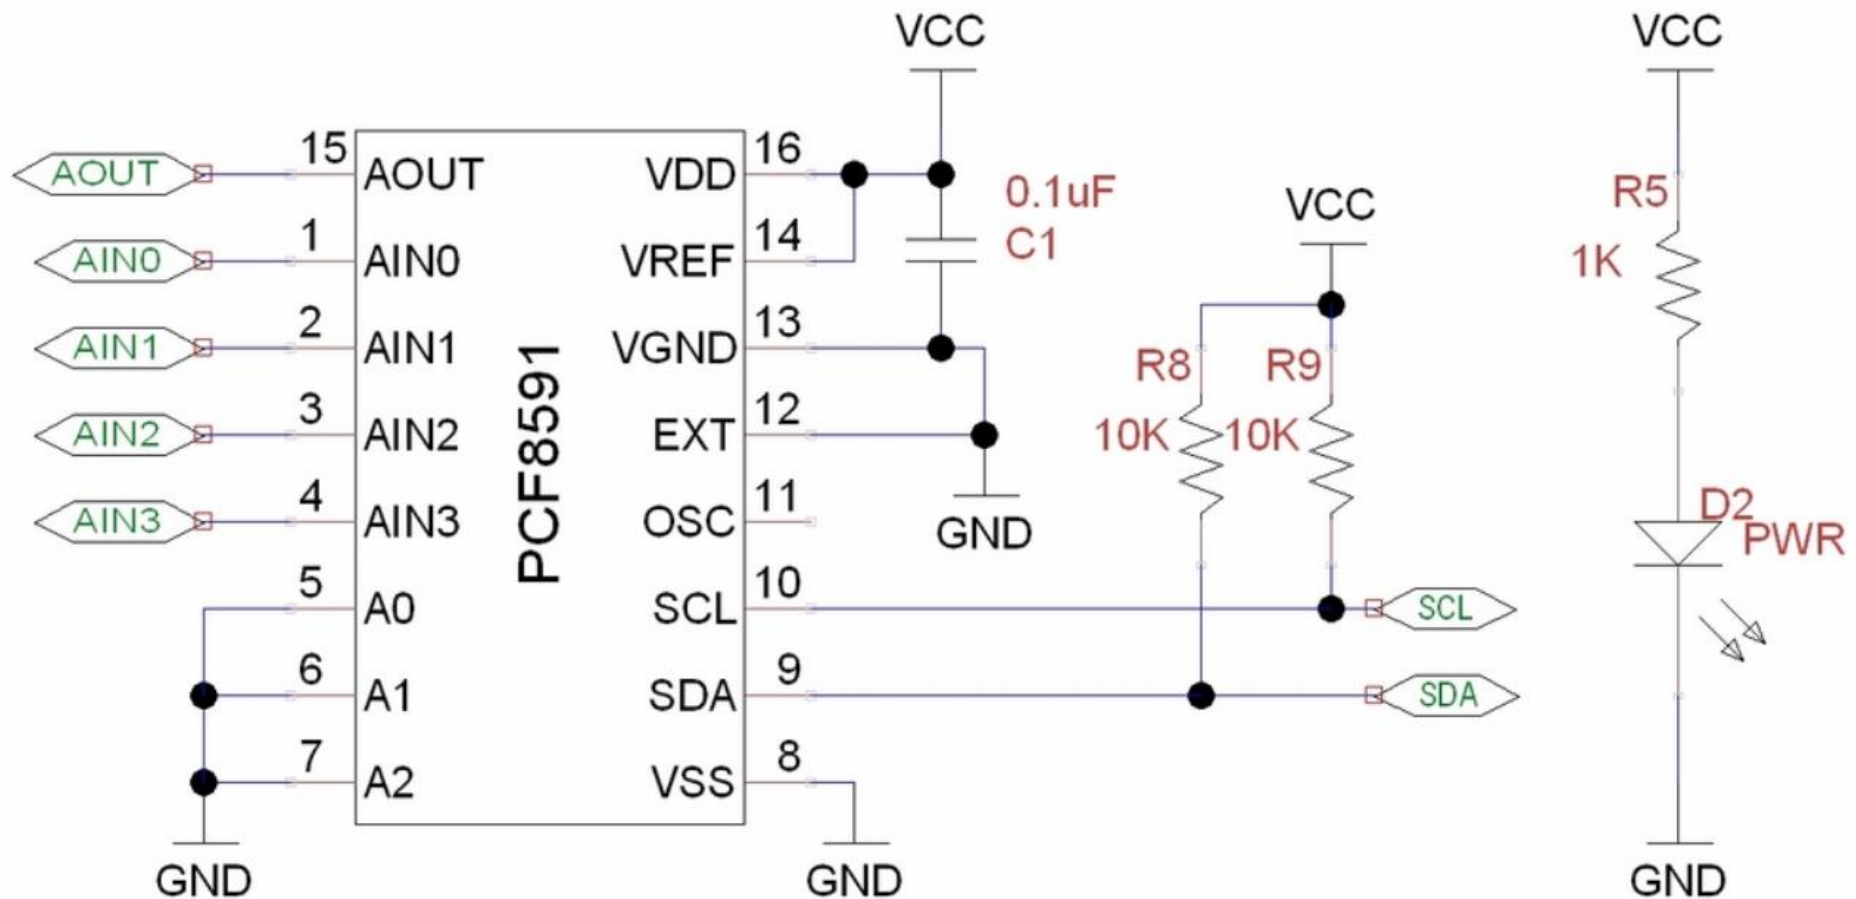 VCC
VCC
15
AOUT
AOUT
VDD
16
0.1uF
R5
VCC
1
AIN0
AIN0
VREF
14
C1
1K
2
AIN1
AIN1
VGND
13
R8
R9
3
AIN2
AIN2
EXT
12
10K
10K
PCF8591
4
AIN3
AIN3
OSC
11
GND
D2
PWR
5
A0
SCL
10
SCL
6
A1
SDA
9
SDA
7
A2
VSS
8
GND
GND
GND